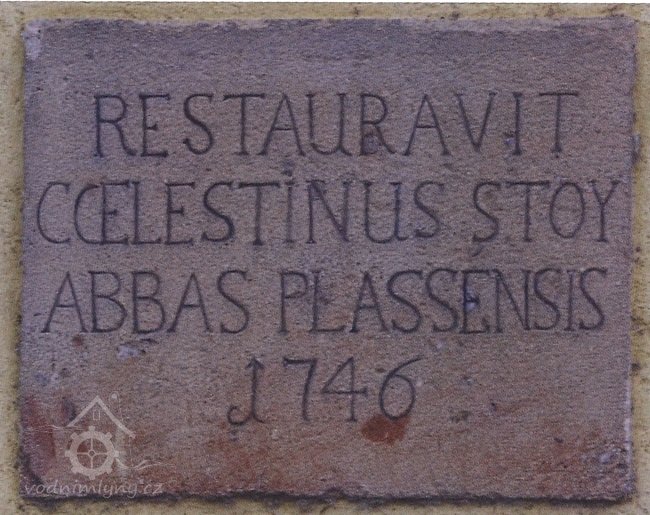 RESTAURAVIT
CŒLESTINUS STOY
ABBAS PLASSENSIS
1746
vodnimlyny.cz